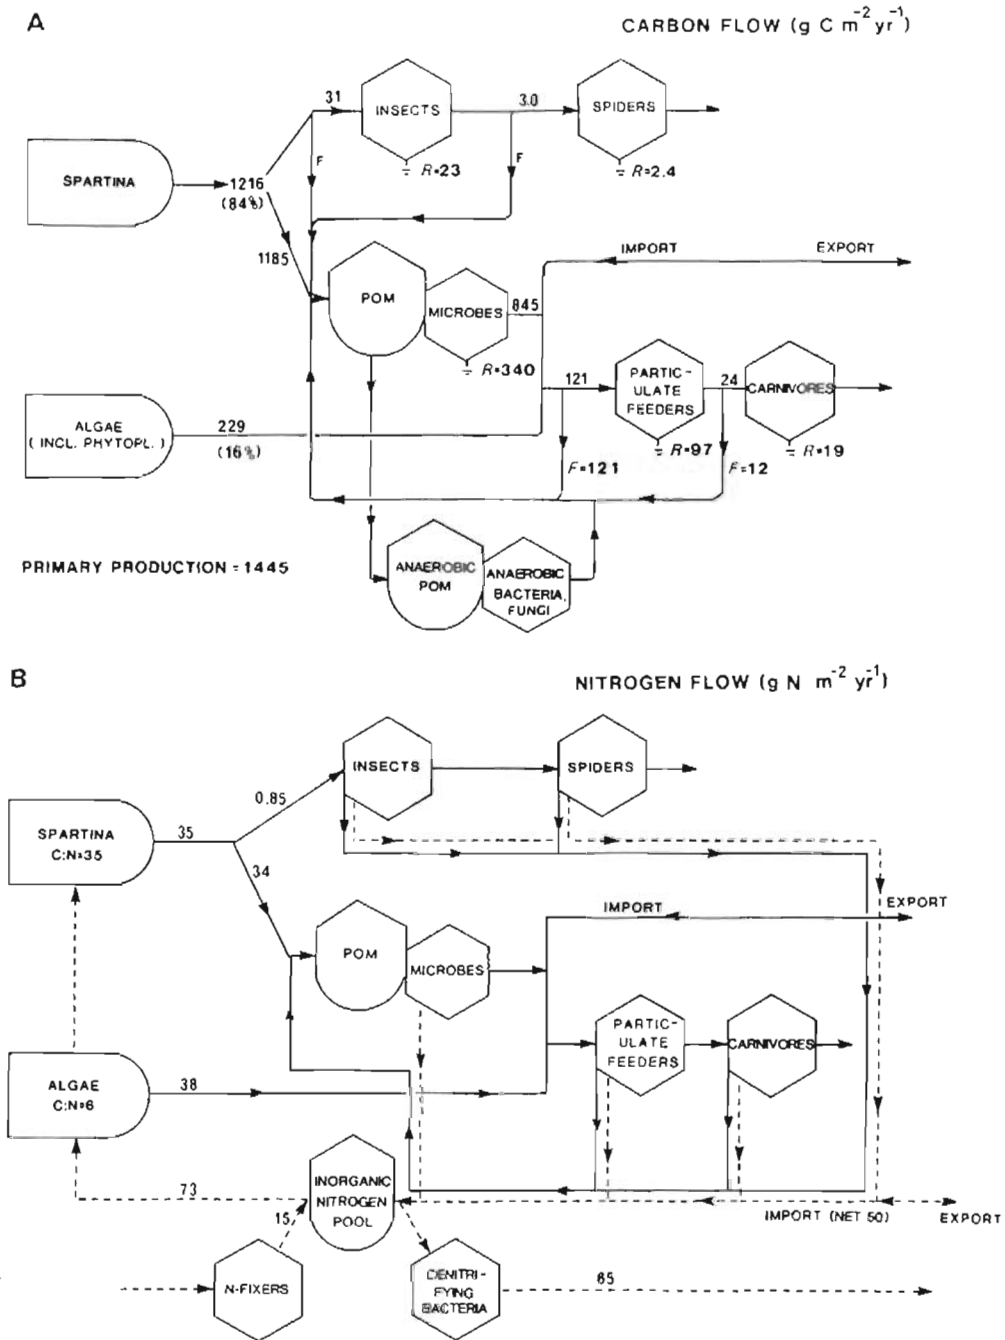 A
CARBON FLOW (g C m⁻² yr⁻¹)
31
INSECTS
3.0
SPIDERS
F
F
R=23
R=2.4
SPARTINA
1216
(84%)
1185
IMPORT
EXPORT
POM
MICROBES
845
R=340
PARTIC-
ULATE
FEEDERS
121
24
CARNIVORES
ALGAE
(INCL. PHYTOPL.)
229
(16%)
R=97
R=19
F=121
F=12
PRIMARY PRODUCTION = 1445
ANAEROBIC
POM
ANAEROBIC
BACTERIA,
FUNGI
B
NITROGEN FLOW (g N m⁻² yr⁻¹)
INSECTS
SPIDERS
0.85
SPARTINA
C:N=35
35
34
IMPORT
EXPORT
POM
MICROBES
PARTIC-
ULATE
FEEDERS
CARNIVORES
ALGAE
C:N=6
38
73
INORGANIC
NITROGEN
POOL
15
IMPORT (NET 50)
EXPORT
N-FIXERS
DENITRI-
FYING
BACTERIA
65